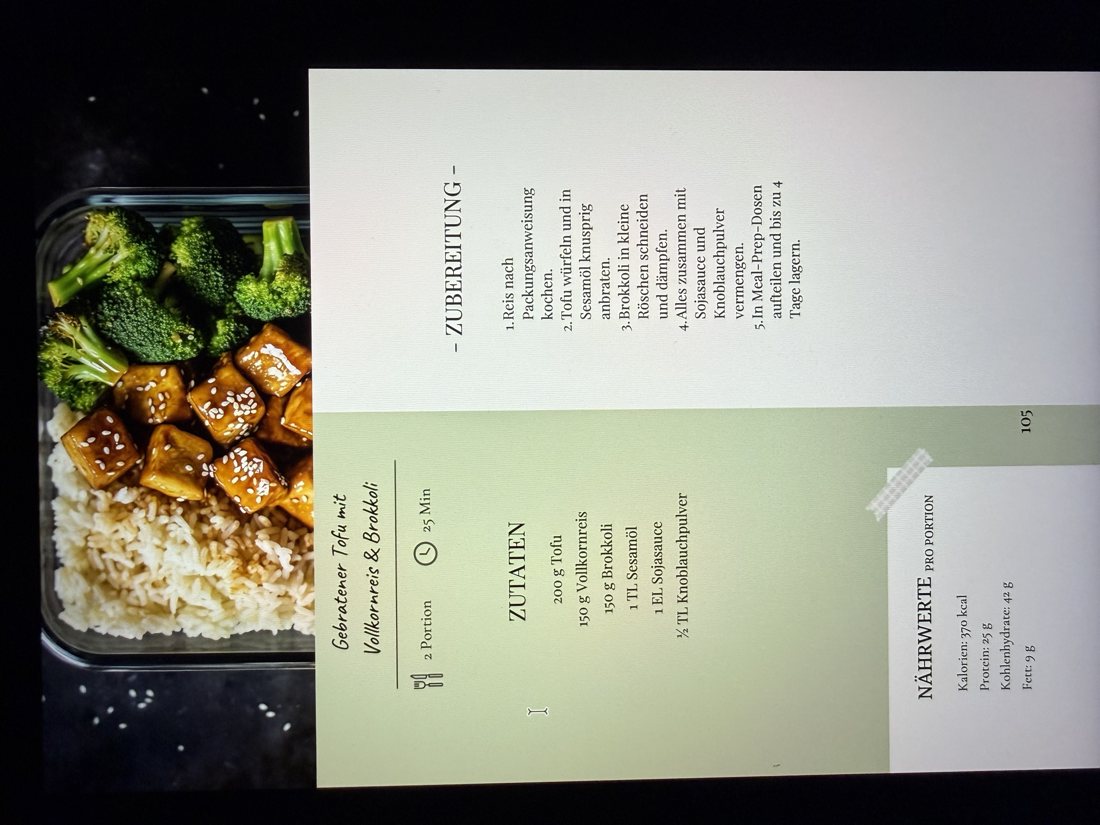 Gebratener Tofu mit
Vollkornreis & Brokkoli
2 Portion
25 Min
ZUTATEN
200 g Tofu
150 g Vollkornreis
150 g Brokkoli
1 TL Sesamöl
1 EL Sojasauce
½ TL Knoblauchpulver
- ZUBEREITUNG -
1. Reis nach
Packungsanweisung
kochen.
2. Tofu würfeln und in
Sesamöl knusprig
anbraten.
3. Brokkoli in kleine
Röschen schneiden
und dämpfen.
4. Alles zusammen mit
Sojasauce und
Knoblauchpulver
vermengen.
5. In Meal-Prep-Dosen
aufteilen und bis zu 4
Tage lagern.
NÄHRWERTE PRO PORTION
Kalorien: 370 kcal
Protein: 25 g
Kohlenhydrate: 42 g
Fett: 9 g
105